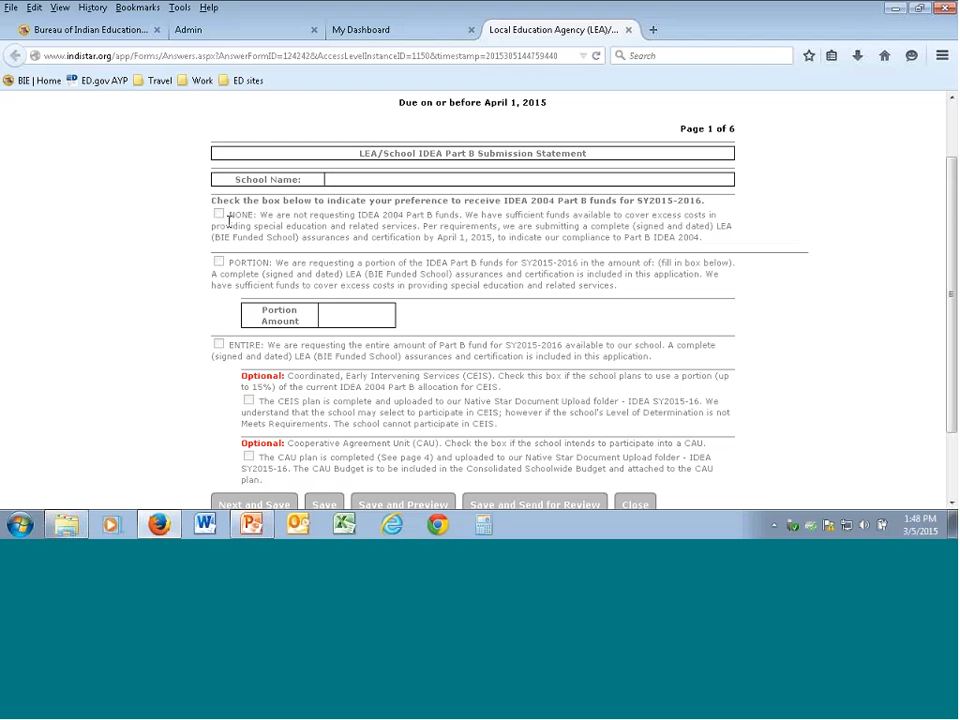 File Edit View History Bookmarks Tools Help
Bureau of Indian Education... × Admin × My Dashboard × Local Education Agency (LEA)/... × +
www.indistar.org/app/Forms/Answers.aspx?AnswerFormID=124242&AccessLevelInstanceID=1150&timestamp=2015305144759440 Search
BIE | Home ED.gov AYP Travel Work ED sites
Due on or before April 1, 2015
Page 1 of 6
LEA/School IDEA Part B Submission Statement
School Name:
Check the box below to indicate your preference to receive IDEA 2004 Part B funds for SY2015-2016.
NONE: We are not requesting IDEA 2004 Part B funds. We have sufficient funds available to cover excess costs in
providing special education and related services. Per requirements, we are submitting a complete (signed and dated) LEA
(BIE Funded School) assurances and certification by April 1, 2015, to indicate our compliance to Part B IDEA 2004.
PORTION: We are requesting a portion of the IDEA Part B funds for SY2015-2016 in the amount of: (fill in box below).
A complete (signed and dated) LEA (BIE Funded School) assurances and certification is included in this application. We
have sufficient funds to cover excess costs in providing special education and related services.
Portion
Amount
ENTIRE: We are requesting the entire amount of Part B fund for SY2015-2016 available to our school. A complete
(signed and dated) LEA (BIE Funded School) assurances and certification is included in this application.
Optional: Coordinated, Early Intervening Services (CEIS). Check this box if the school plans to use a portion (up
to 15%) of the current IDEA 2004 Part B allocation for CEIS.
The CEIS plan is complete and uploaded to our Native Star Document Upload folder - IDEA SY2015-16. We
understand that the school may select to participate in CEIS; however if the school's Level of Determination is not
Meets Requirements. The school cannot participate in CEIS.
Optional: Cooperative Agreement Unit (CAU). Check the box if the school intends to participate into a CAU.
The CAU plan is completed (See page 4) and uploaded to our Native Star Document Upload folder - IDEA
SY2015-16. The CAU Budget is to be included in the Consolidated Schoolwide Budget and attached to the CAU
plan.
Next and Save Save Save and Preview Save and Send for Review Close
1:48 PM
3/5/2015